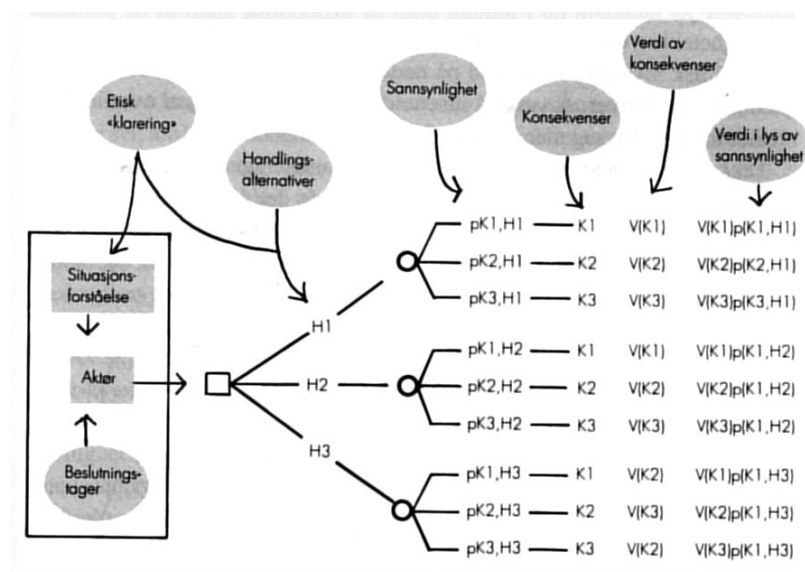 Etisk
«klarering»
Handlings-
alternativer
Sannsynlighet
Konsekvenser
Verdi av
konsekvenser
Verdi i lys av
sannsynlighet
Situasjons-
forståelse
Aktør
Beslutnings-
tager
H1
H2
H3
pK1,H1 K1 V(K1) V(K1)p(K1,H1)
pK2,H1 K2 V(K2) V(K2)p(K2,H1)
pK3,H1 K3 V(K3) V(K3)p(K3,H1)
pK1,H2 K1 V(K1) V(K1)p(K1,H2)
pK2,H2 K2 V(K2) V(K2)p(K1,H2)
pK3,H2 K3 V(K3) V(K3)p(K1,H2)
pK1,H3 K1 V(K2) V(K1)p(K1,H3)
pK2,H3 K2 V(K3) V(K2)p(K1,H3)
pK3,H3 K3 V(K2) V(K3)p(K1,H3)